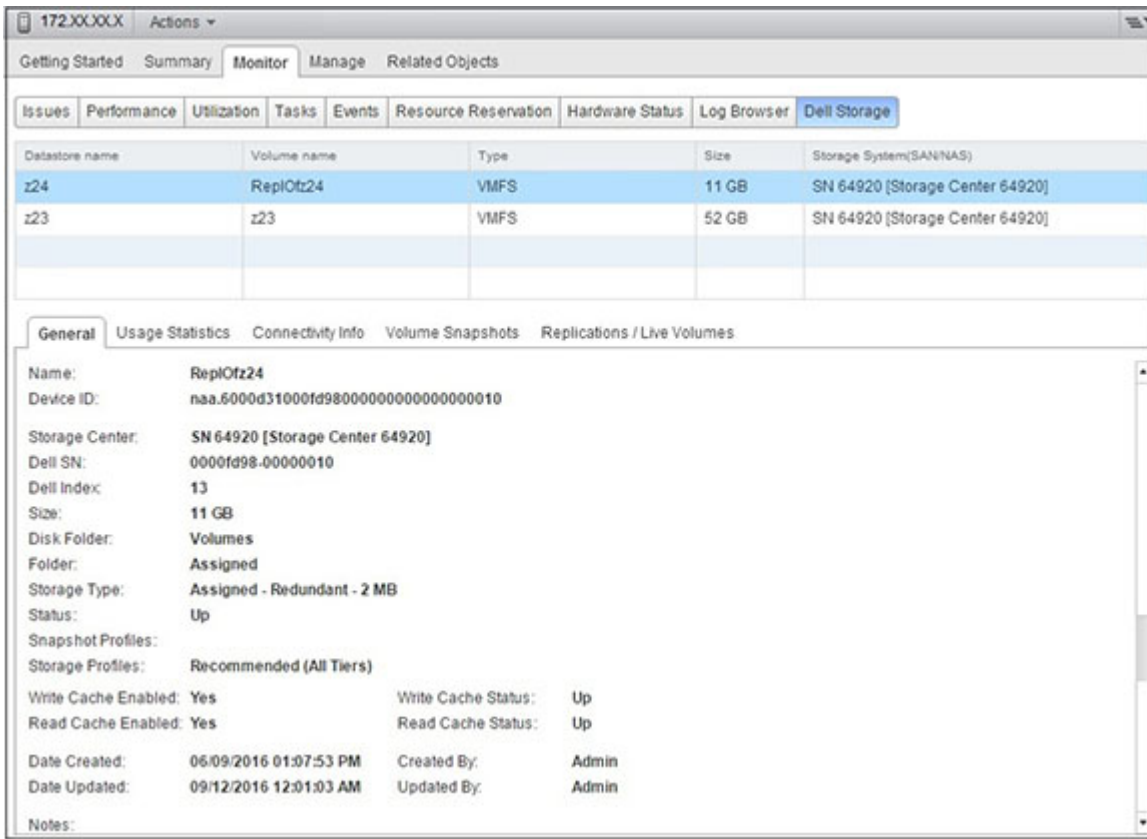 172.XX.XX.X Actions
Getting Started Summary Monitor Manage Related Objects
Issues Performance Utilization Tasks Events Resource Reservation Hardware Status Log Browser Dell Storage
Datastore name Volume name Type Size Storage System(SAN/NAS)
z24 ReplOfz24 VMFS 11 GB SN 64920 [Storage Center 64920]
z23 z23 VMFS 52 GB SN 64920 [Storage Center 64920]
General Usage Statistics Connectivity Info Volume Snapshots Replications / Live Volumes
Name: ReplOfz24
Device ID: naa.6000d31000fd98000000000000000010
Storage Center: SN 64920 [Storage Center 64920]
Dell SN: 0000fd98-00000010
Dell Index: 13
Size: 11 GB
Disk Folder: Volumes
Folder: Assigned
Storage Type: Assigned - Redundant - 2 MB
Status: Up
Snapshot Profiles:
Storage Profiles: Recommended (All Tiers)
Write Cache Enabled: Yes Write Cache Status: Up
Read Cache Enabled: Yes Read Cache Status: Up
Date Created: 06/09/2016 01:07:53 PM Created By: Admin
Date Updated: 09/12/2016 12:01:03 AM Updated By: Admin
Notes: